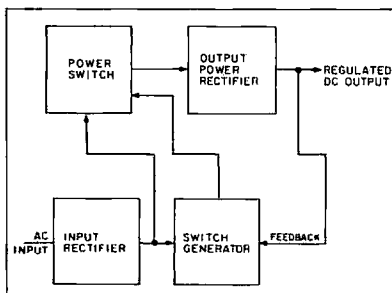 POWER
SWITCH
OUTPUT
POWER
RECTIFIER
REGULATED
DC OUTPUT
AC
INPUT
INPUT
RECTIFIER
SWITCH
GENERATOR
FEEDBACK